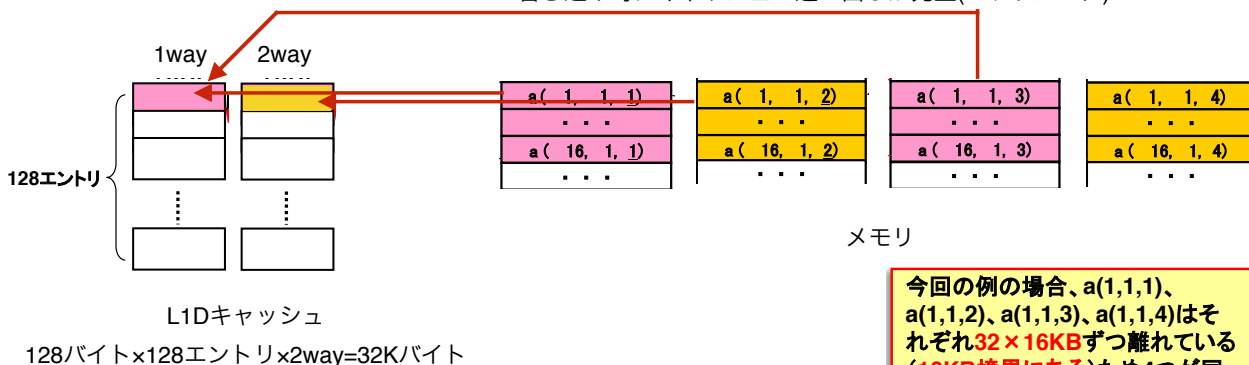 1way 2way
a( 1, 1, 1) a( 1, 1, 2) a( 1, 1, 3) a( 1, 1, 4)
・・・ ・・・ ・・・ ・・・
a( 16, 1, 1) a( 16, 1, 2) a( 16, 1, 3) a( 16, 1, 4)
・・・ ・・・ ・・・ ・・・
128エントリ
メモリ
L1Dキャッシュ
128バイト×128エントリ×2way=32Kバイト
今回の例の場合、a(1,1,1)、
a(1,1,2)、a(1,1,3)、a(1,1,4)はそ
れぞれ32×16KBずつ離れている